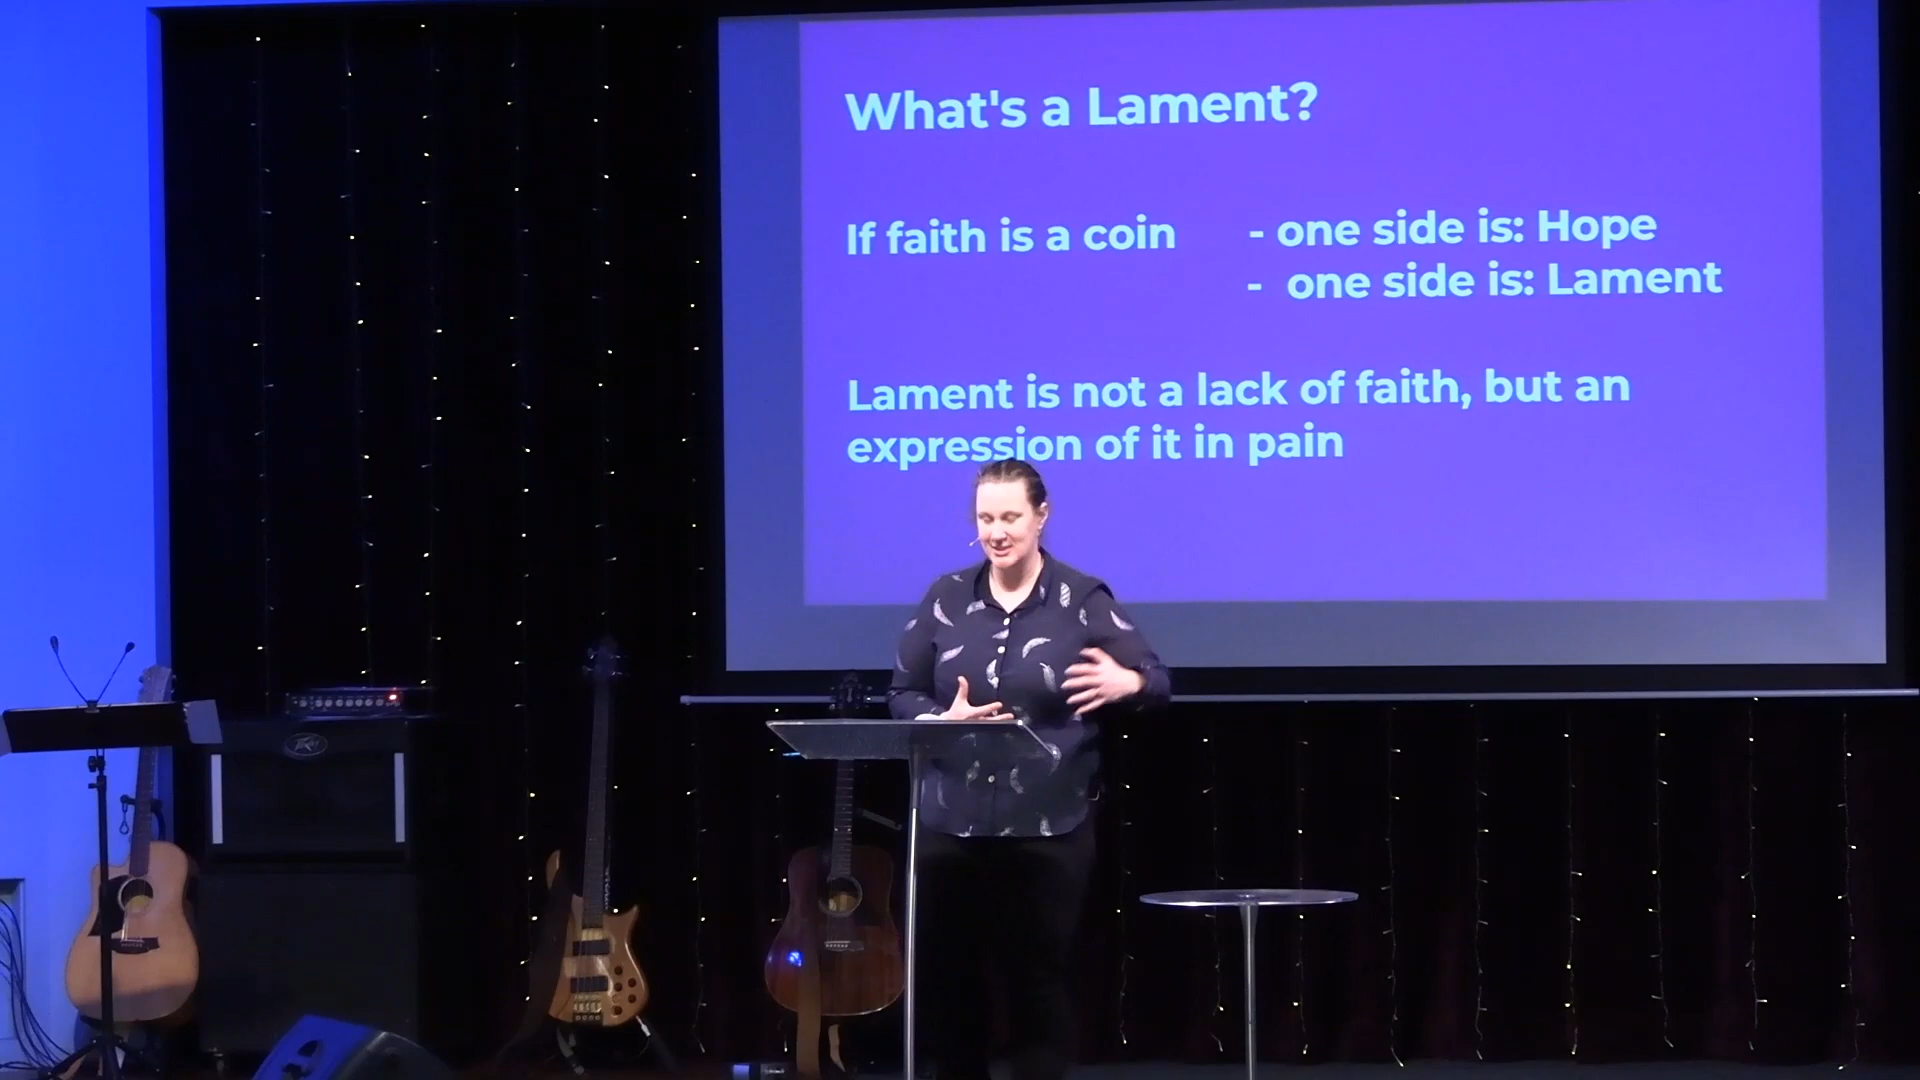 What's a Lament?
If faith is a coin - one side is: Hope
- one side is: Lament
Lament is not a lack of faith, but an
expression of it in pain